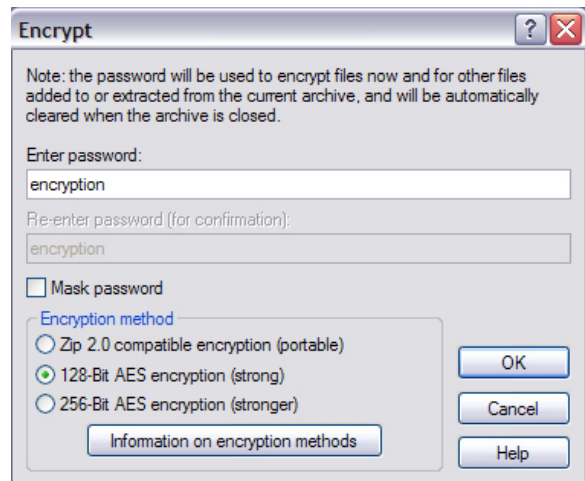 Encrypt
?
Note: the password will be used to encrypt files now and for other files
added to or extracted from the current archive, and will be automatically
cleared when the archive is closed.
Enter password:
encryption
Re-enter password (for confirmation):
encryption
Mask password
Encryption method
Zip 2.0 compatible encryption (portable)
128-Bit AES encryption (strong)
256-Bit AES encryption (stronger)
Information on encryption methods
OK
Cancel
Help